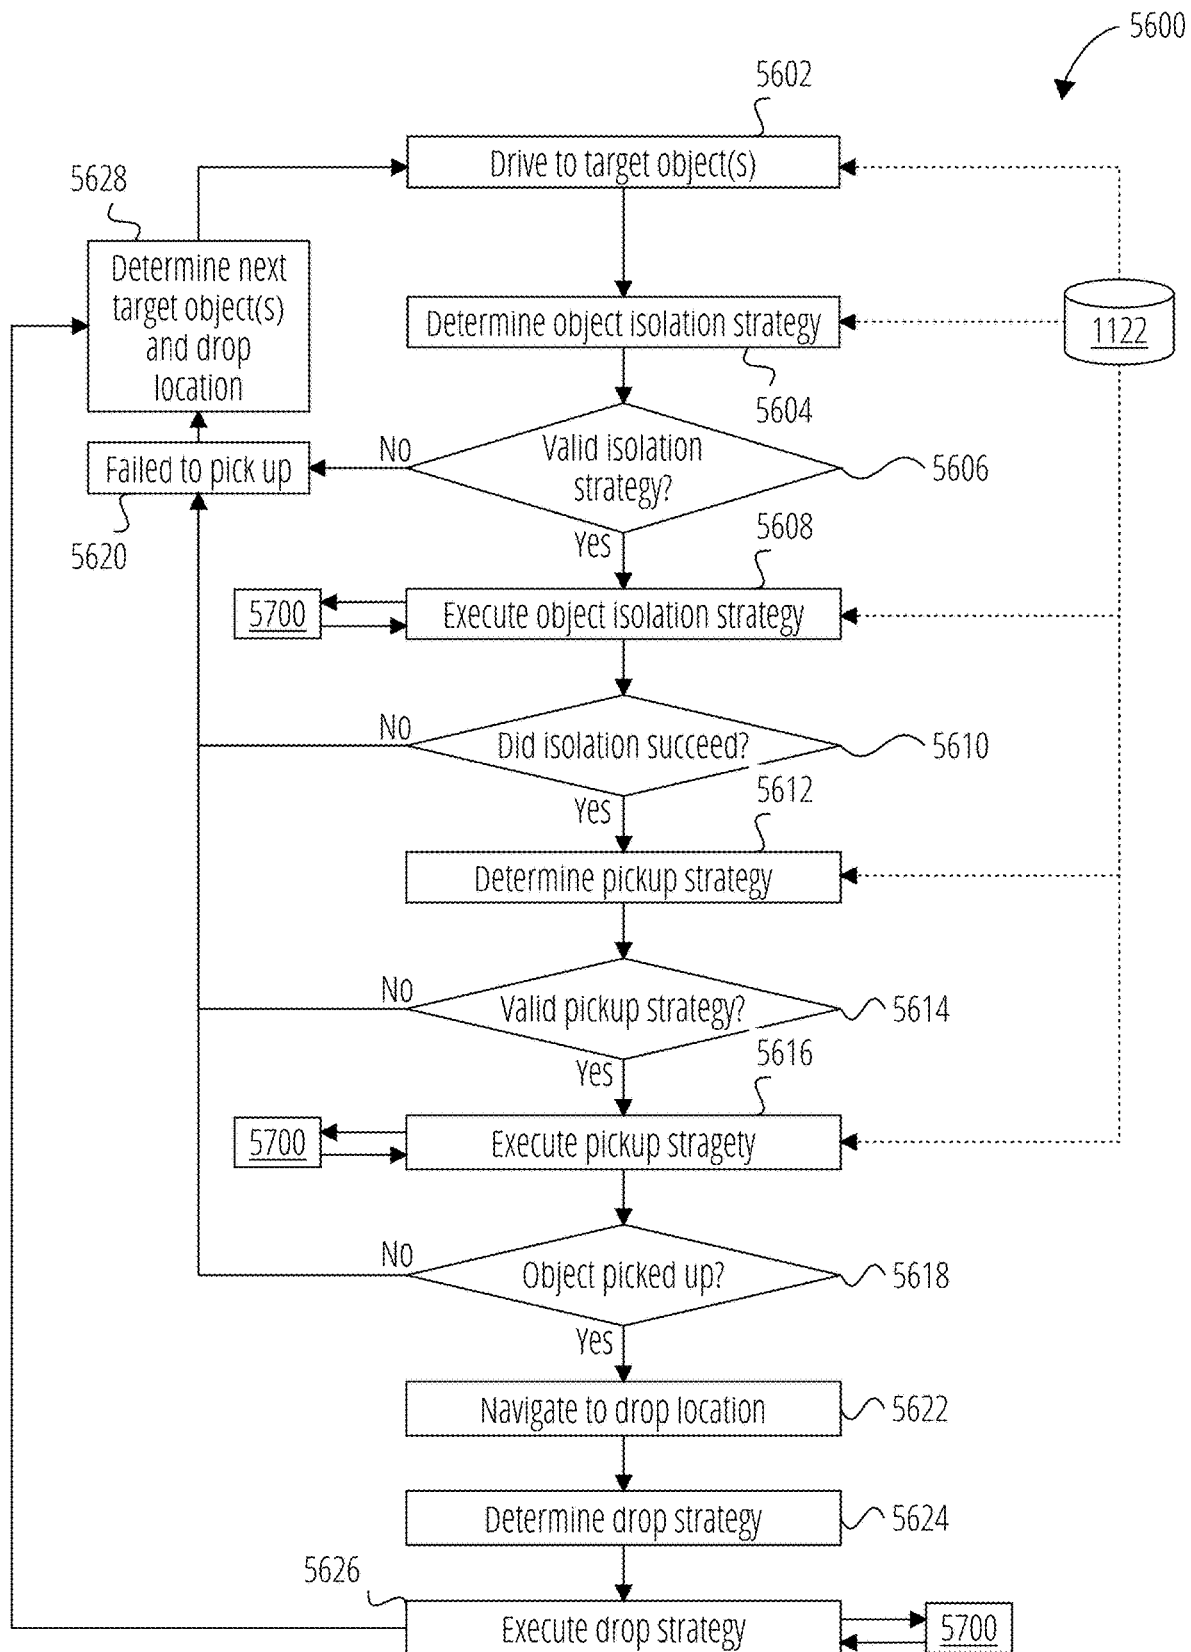 5600
5602
Drive to target object(s)
5628
Determine next
target object(s)
and drop
location
Determine object isolation strategy
1122
5604
No
Valid isolation
strategy?
5606
Failed to pick up
5620
Yes
5608
5700
Execute object isolation strategy
No
Did isolation succeed?
5610
Yes
5612
Determine pickup strategy
No
Valid pickup strategy?
5614
Yes
5616
5700
Execute pickup stragety
No
Object picked up?
5618
Yes
Navigate to drop location
5622
Determine drop strategy
5624
5626
Execute drop strategy
5700